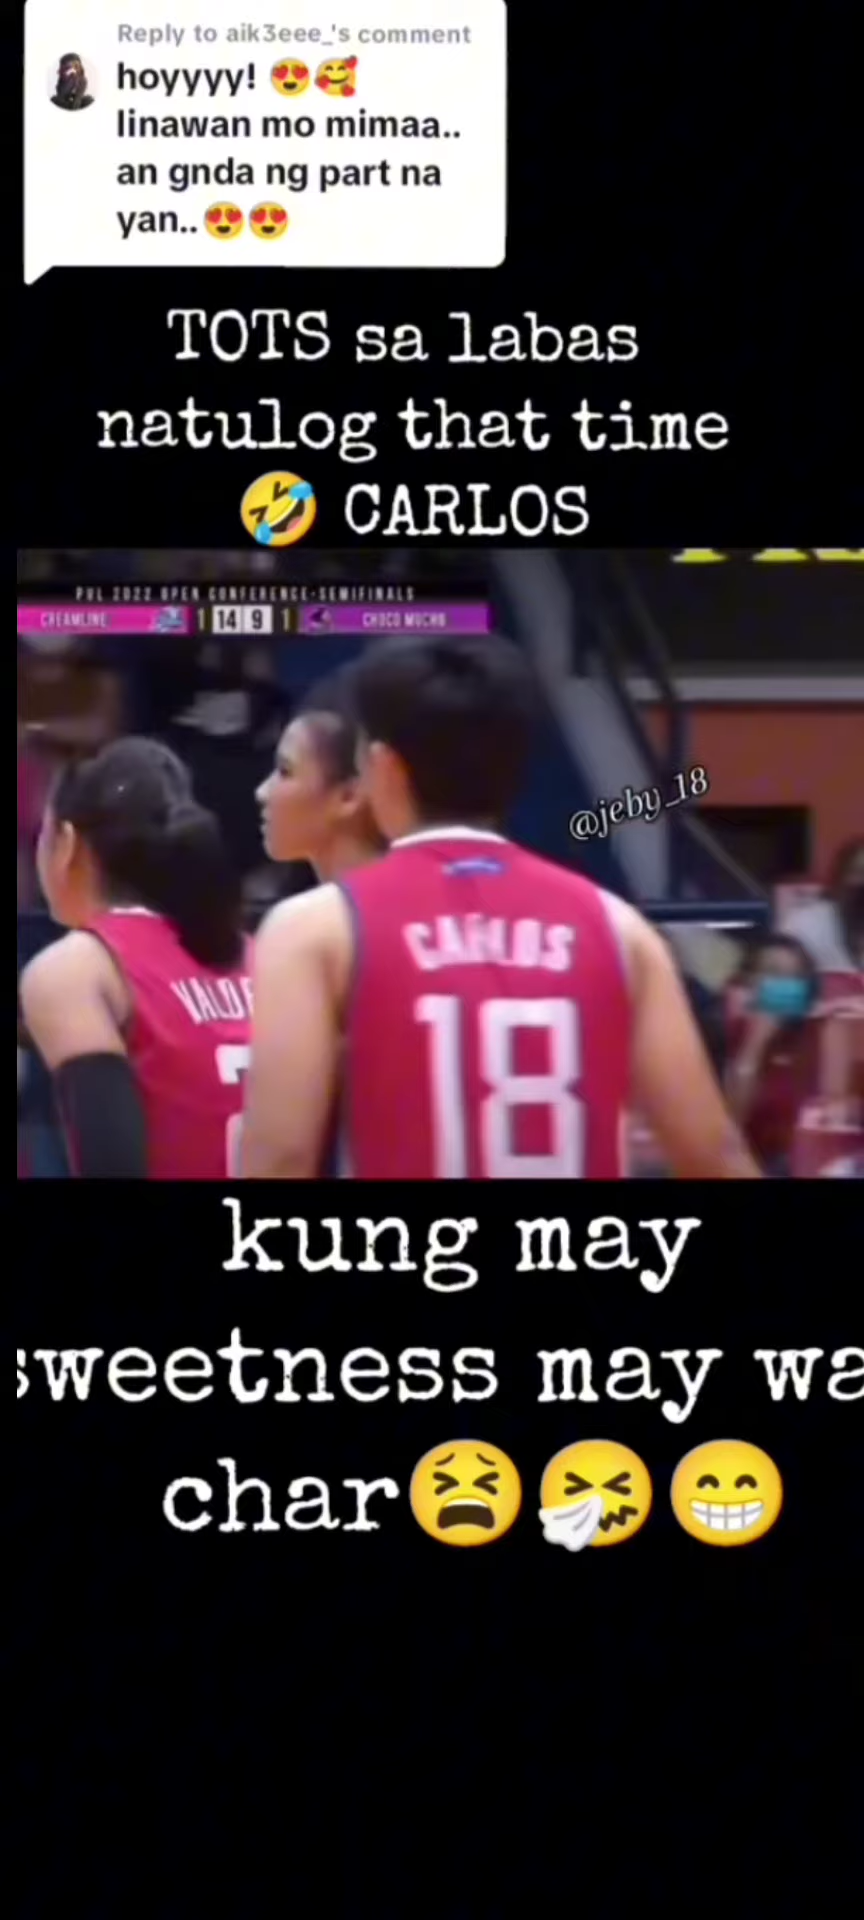 Reply to aik3eee_'s comment
hoyyyy! 😍🥰
linawan mo mimaa..
an gnda ng part na
yan..😍😍
TOTS sa labas
natulog that time
🤣 CARLOS
PVL 2022 OPEN CONFERENCE-SEMIFINALS
CREAMLINE 1 14 9 1 CHOCO MUCHO
@jeby_18
CARLOS
VALD
18
2
kung may
sweetness may wa
char😫🤧😁